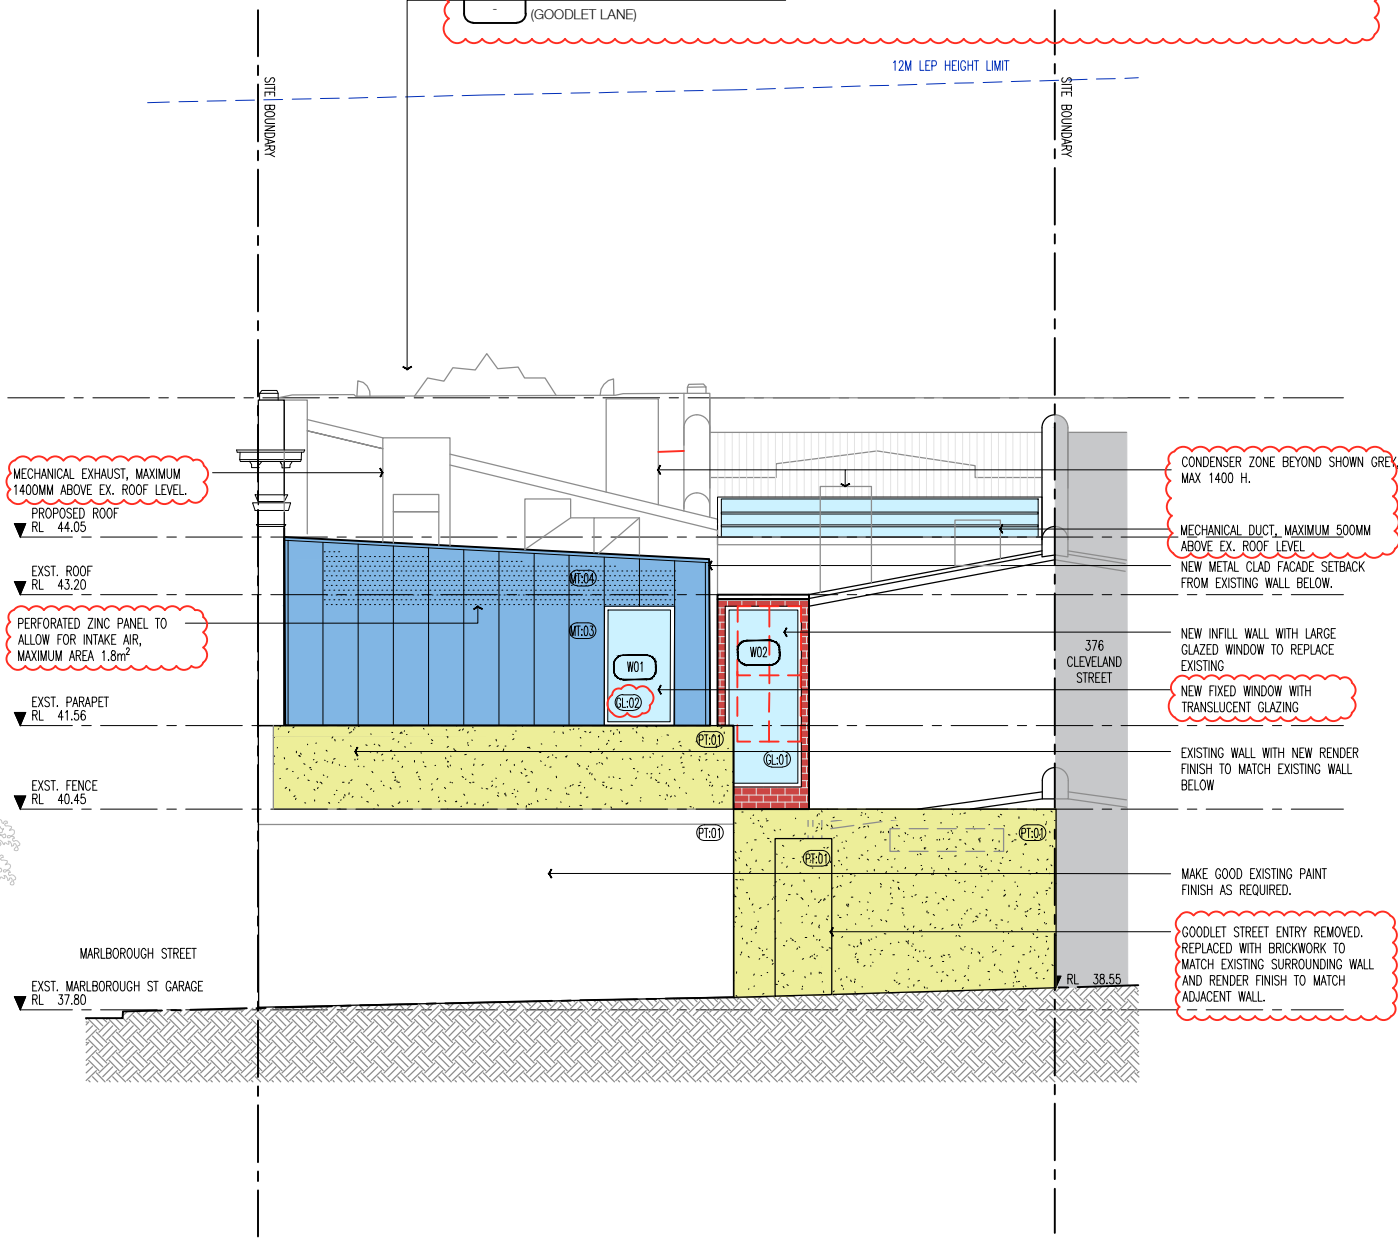 -
(GOODLET LANE)
12M LEP HEIGHT LIMIT
SITE BOUNDARY
SITE BOUNDARY
MECHANICAL EXHAUST, MAXIMUM
1400MM ABOVE EX. ROOF LEVEL.
PROPOSED ROOF
RL 44.05
EXST. ROOF
RL 43.20
PERFORATED ZINC PANEL TO
ALLOW FOR INTAKE AIR,
MAXIMUM AREA 1.8m²
EXST. PARAPET
RL 41.56
EXST. FENCE
RL 40.45
MARLBOROUGH STREET
EXST. MARLBOROUGH ST GARAGE
RL 37.80
MT:04
MT:03
W01
GL:02
W02
GL:01
PT:01
PT:01
PT:01
PT:01
376
CLEVELAND
STREET
RL 38.55
CONDENSER ZONE BEYOND SHOWN GREY,
MAX 1400 H.
MECHANICAL DUCT, MAXIMUM 500MM
ABOVE EX. ROOF LEVEL
NEW METAL CLAD FACADE SETBACK
FROM EXISTING WALL BELOW.
NEW INFILL WALL WITH LARGE
GLAZED WINDOW TO REPLACE
EXISTING
NEW FIXED WINDOW WITH
TRANSLUCENT GLAZING
EXISTING WALL WITH NEW RENDER
FINISH TO MATCH EXISTING WALL
BELOW
MAKE GOOD EXISTING PAINT
FINISH AS REQUIRED.
GOODLET STREET ENTRY REMOVED.
REPLACED WITH BRICKWORK TO
MATCH EXISTING SURROUNDING WALL
AND RENDER FINISH TO MATCH
ADJACENT WALL.